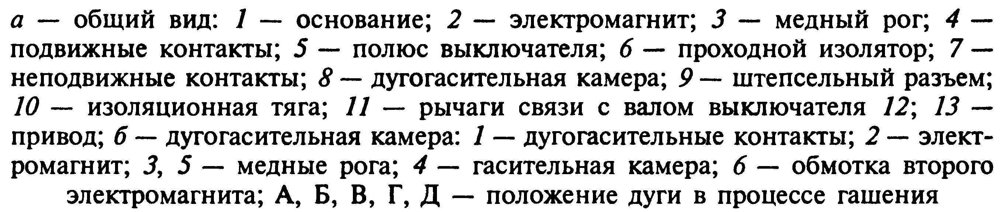 а — общий вид: 1 — основание; 2 — электромагнит; 3 — медный рог; 4 —
подвижные контакты; 5 — полюс выключателя; 6 — проходной изолятор; 7 —
неподвижные контакты; 8 — дугогасительная камера; 9 — штепсельный разъем;
10 — изоляционная тяга; 11 — рычаги связи с валом выключателя 12; 13 —
привод; б — дугогасительная камера: 1 — дугогасительные контакты; 2 — элект-
ромагнит; 3, 5 — медные рога; 4 — гасительная камера; 6 — обмотка второго
электромагнита; А, Б, В, Г, Д — положение дуги в процессе гашения